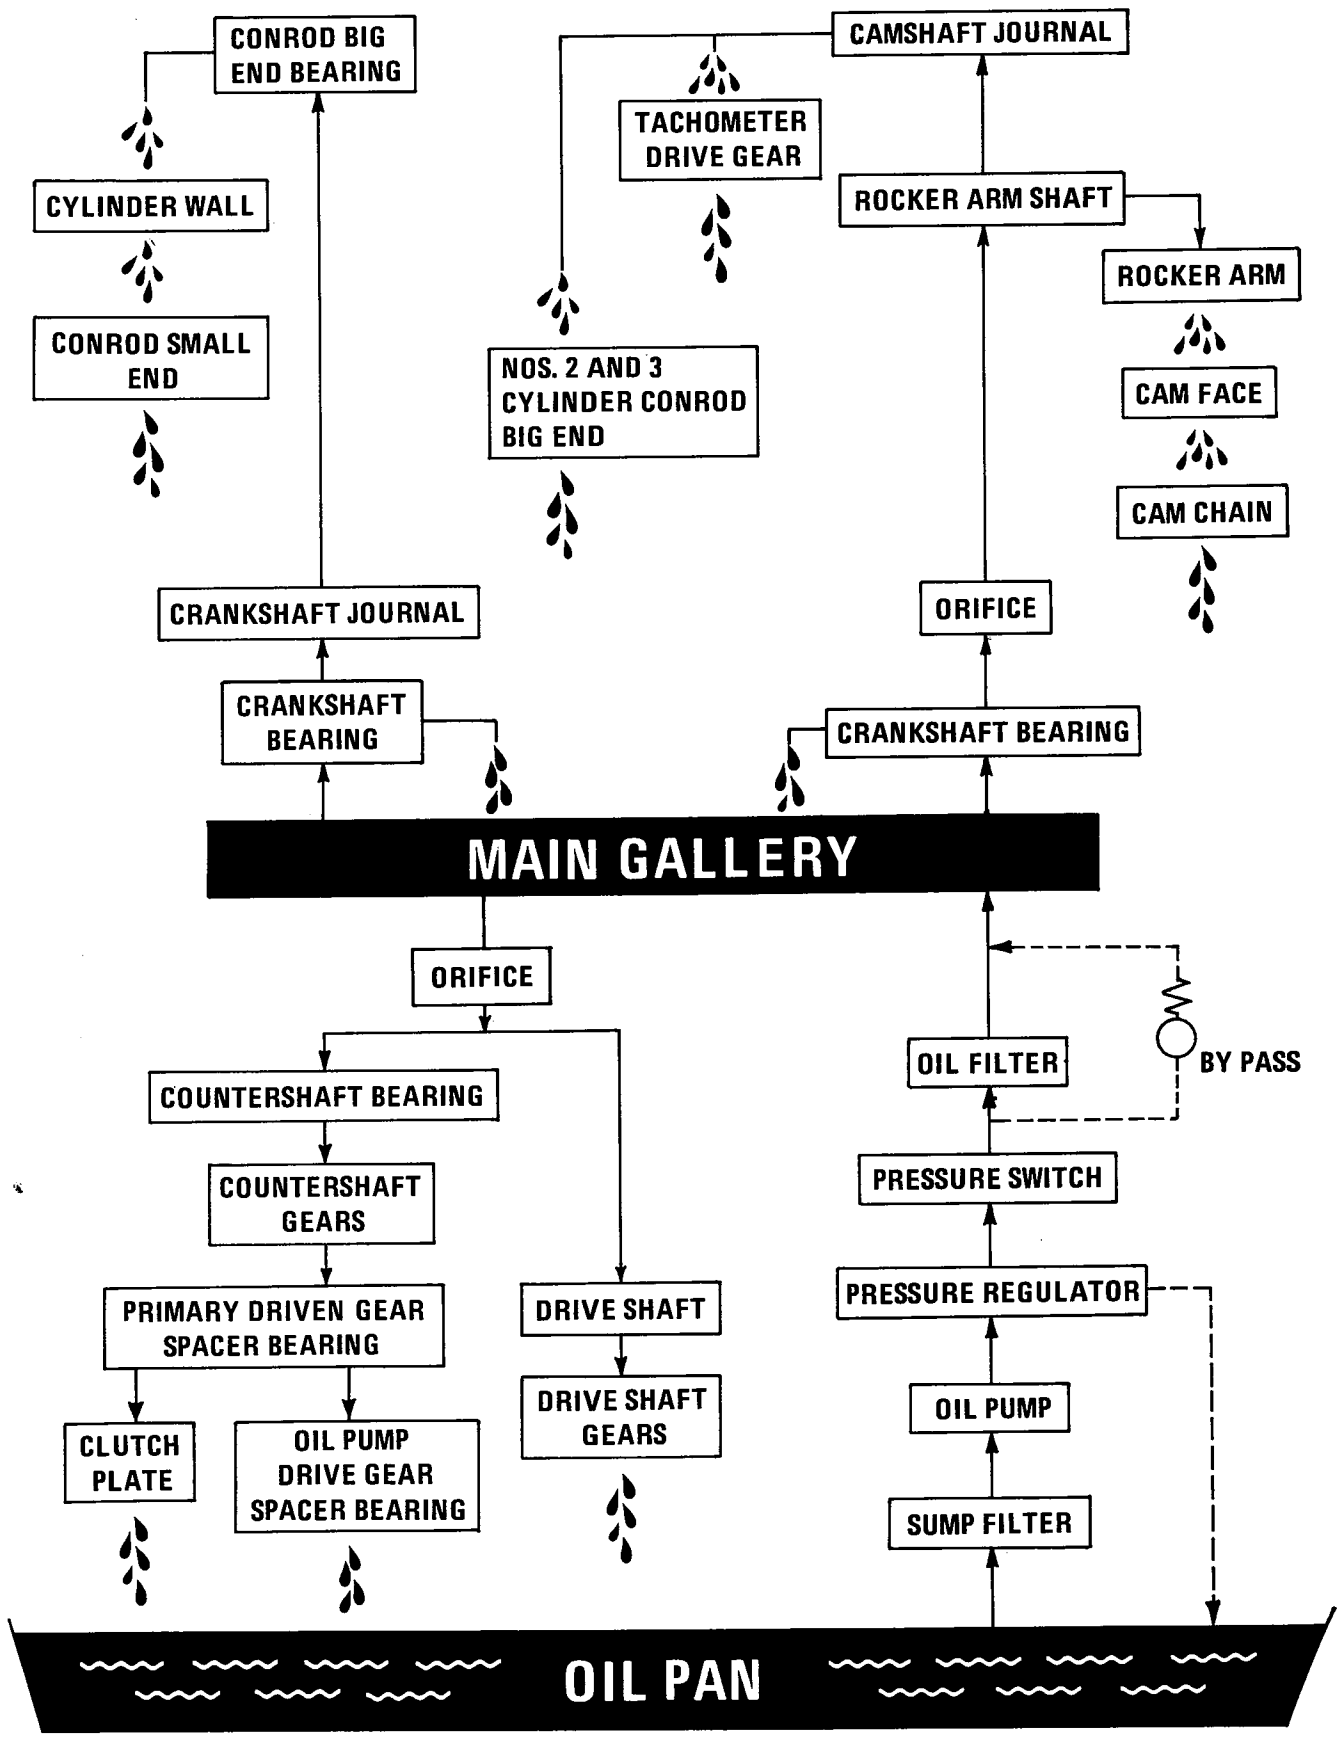 CONROD BIG
END BEARING
CAMSHAFT JOURNAL
TACHOMETER
DRIVE GEAR
CYLINDER WALL
ROCKER ARM SHAFT
ROCKER ARM
CONROD SMALL
END
NOS. 2 AND 3
CYLINDER CONROD
BIG END
CAM FACE
CAM CHAIN
CRANKSHAFT JOURNAL
ORIFICE
CRANKSHAFT
BEARING
CRANKSHAFT BEARING
MAIN GALLERY
ORIFICE
OIL FILTER
BY PASS
COUNTERSHAFT BEARING
COUNTERSHAFT
GEARS
PRESSURE SWITCH
PRIMARY DRIVEN GEAR
SPACER BEARING
DRIVE SHAFT
PRESSURE REGULATOR
CLUTCH
PLATE
OIL PUMP
DRIVE GEAR
SPACER BEARING
DRIVE SHAFT
GEARS
OIL PUMP
SUMP FILTER
OIL PAN